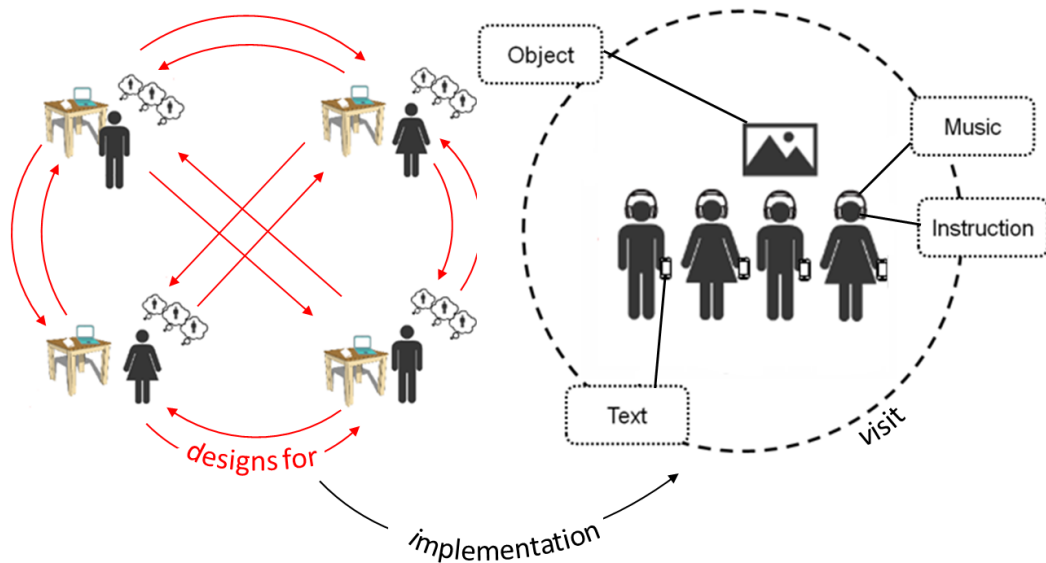 designs for
implementation
Object
Music
Instruction
Text
visit